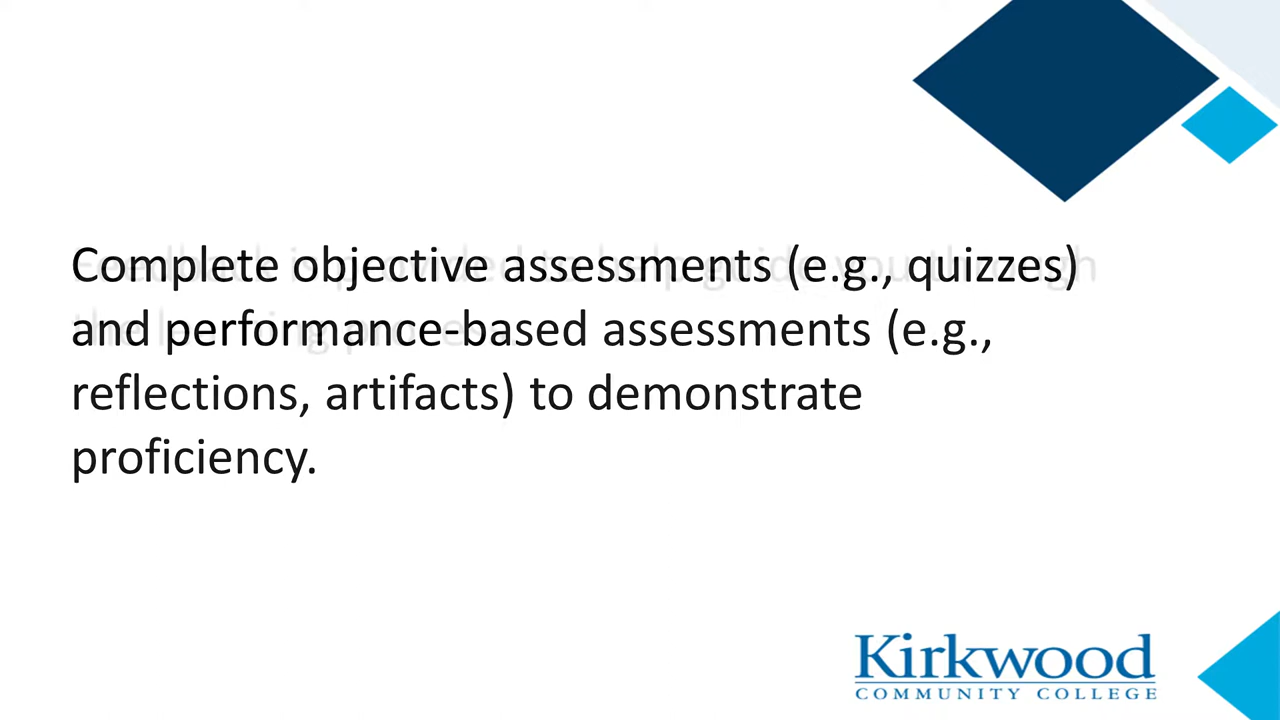 Complete objective assessments (e.g., quizzes)
and performance-based assessments (e.g.,
reflections, artifacts) to demonstrate
proficiency.
Kirkwood
COMMUNITY COLLEGE